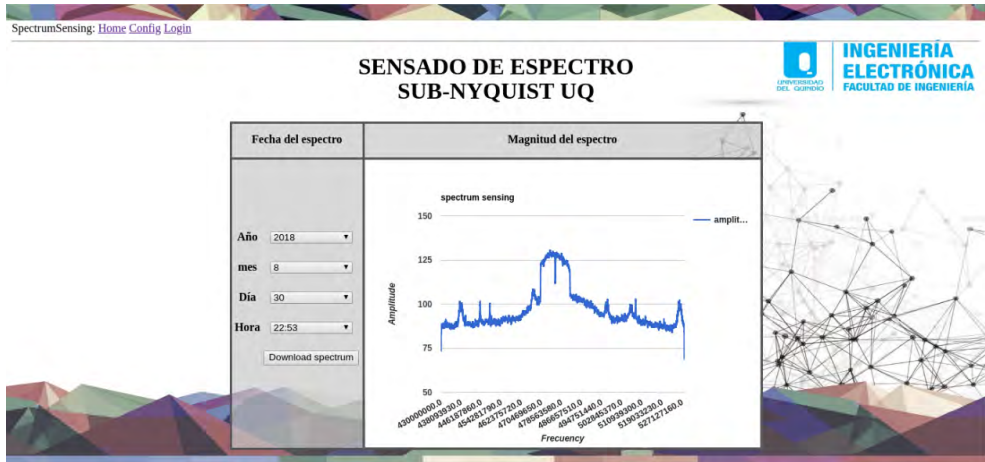 SpectrumSensing: Home Config Login
SENSADO DE ESPECTRO
SUB-NYQUIST UQ
UNIVERSIDAD
DEL QUINDÍO
INGENIERÍA
ELECTRÓNICA
FACULTAD DE INGENIERÍA
Fecha del espectro
Magnitud del espectro
Año 2018
mes 8
Día 30
Hora 22:53
Download spectrum
spectrum sensing
amplit...
150
125
100
75
50
Amplitude
430000000.0
438093930.0
446187860.0
454281790.0
462375720.0
470469650.0
478563580.0
486657510.0
494751440.0
502845370.0
510939300.0
519033230.0
527127160.0
Frecuency